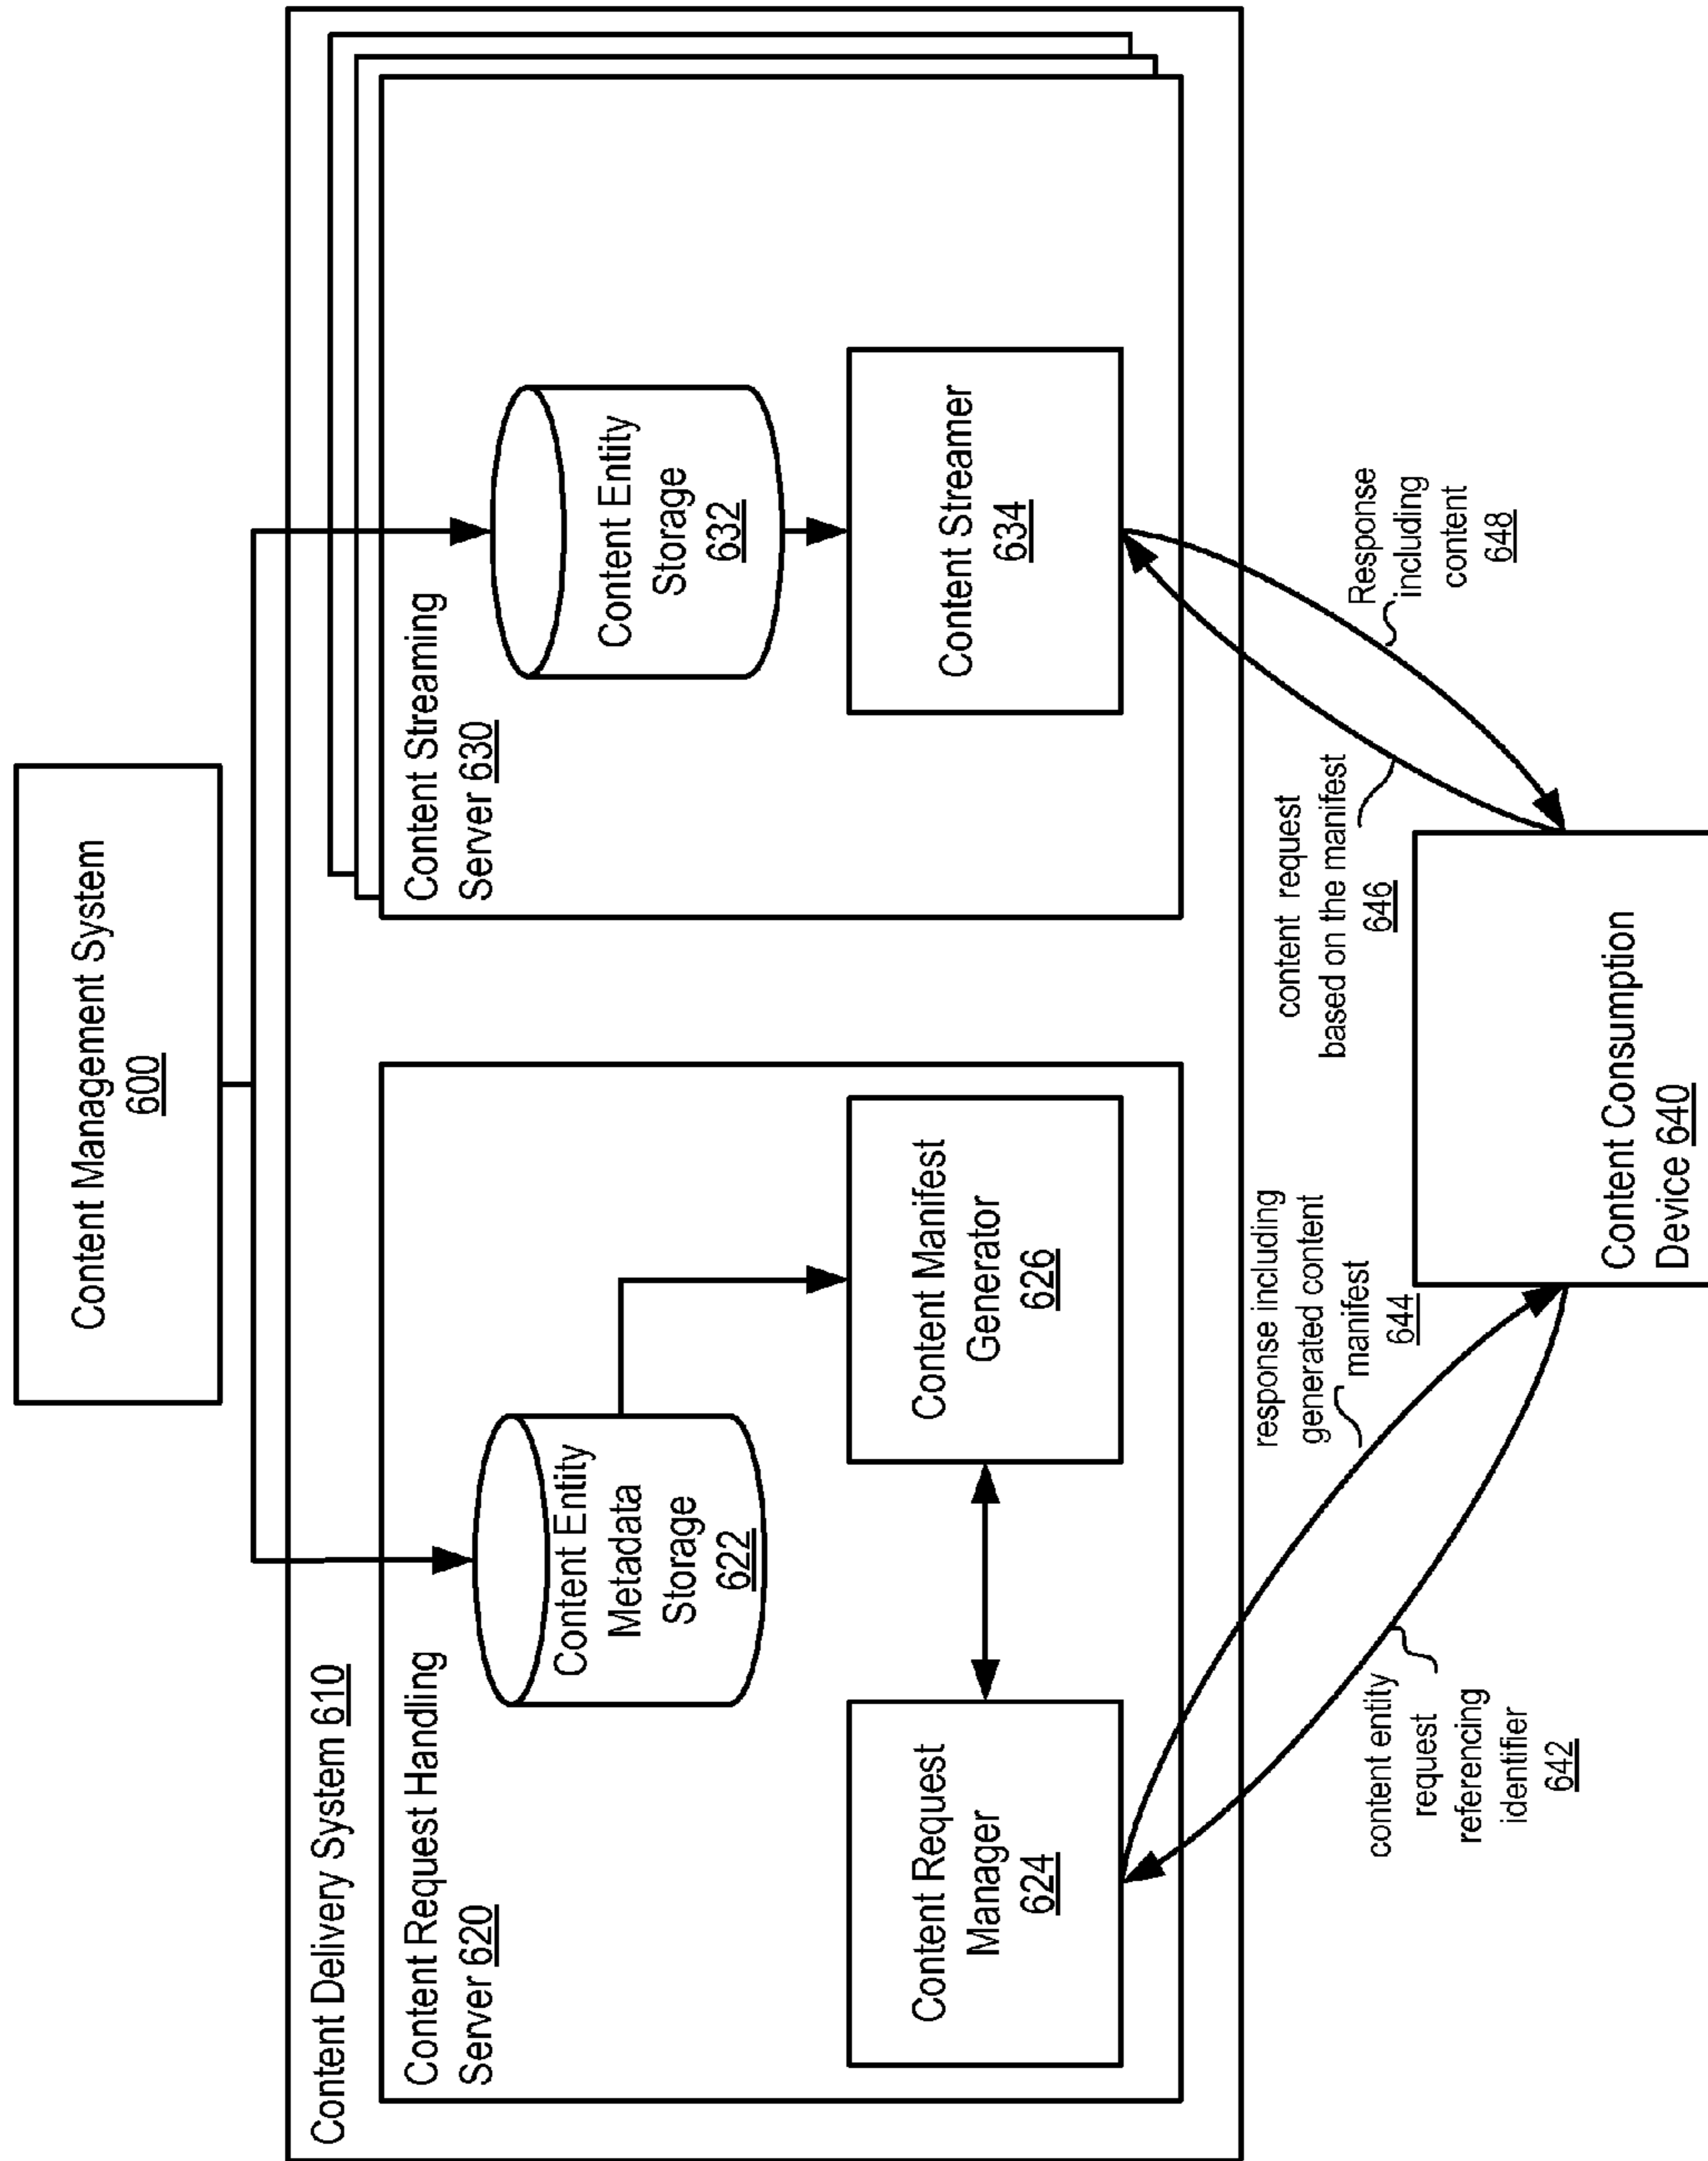 Content Management System
600
Content Delivery System 610
Content Request Handling
Server 620
Content Entity
Metadata
Storage
622
Content Request
Manager
624
Content Manifest
Generator
626
Content Streaming
Server 630
Content Entity
Storage
632
Content Streamer
634
content entity
request
referencing
identifier
642
response including
generated content
manifest
644
content request
based on the manifest
646
Response
including
content
648
Content Consumption
Device 640